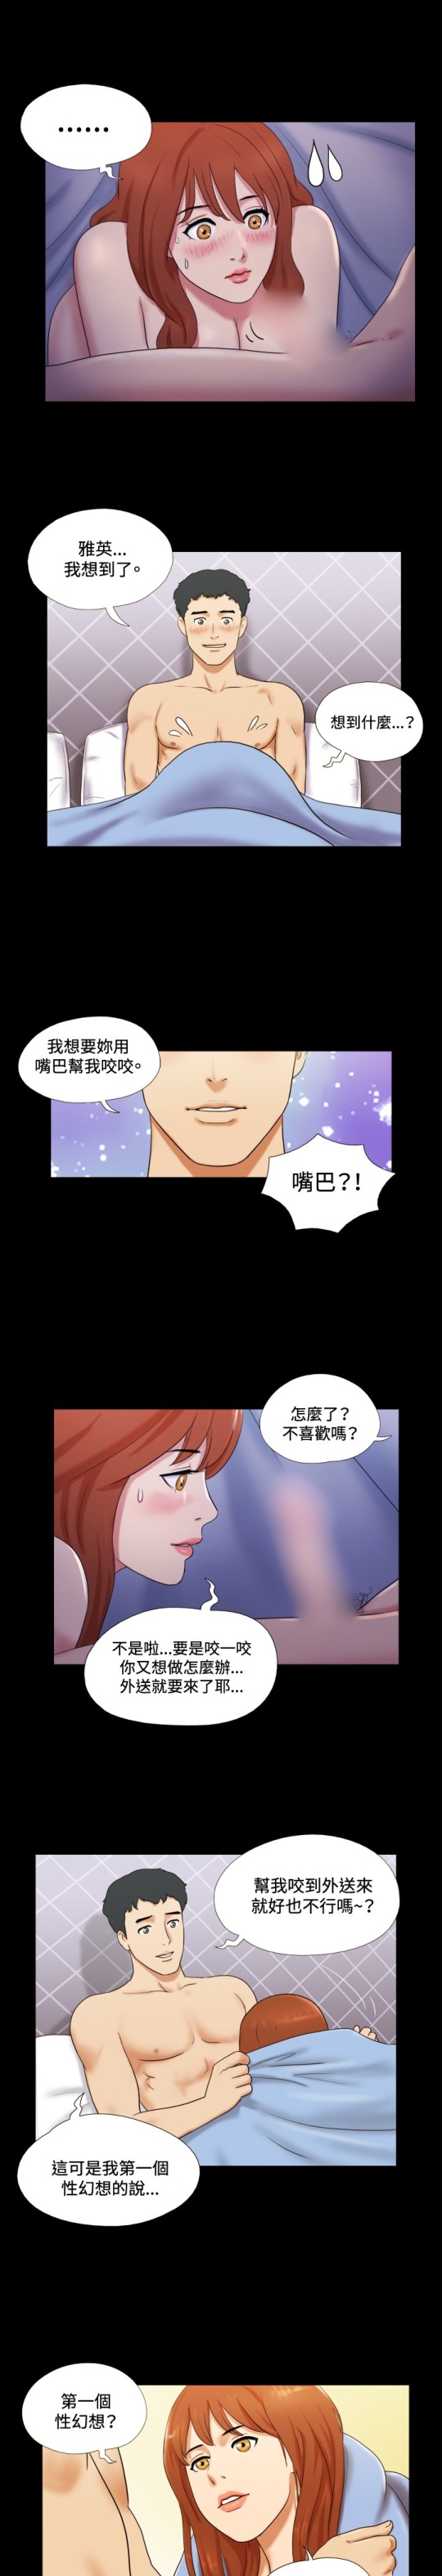 ……
雅英...
我想到了。
想到什麼...？
我想要妳用
嘴巴幫我咬咬。
嘴巴？！
怎麼了？
不喜歡嗎？
不是啦...要是咬一咬
你又想做怎麼辦...
外送就要來了耶...
幫我咬到外送來
就好也不行嗎~？
這可是我第一個
性幻想的說...
第一個
性幻想？